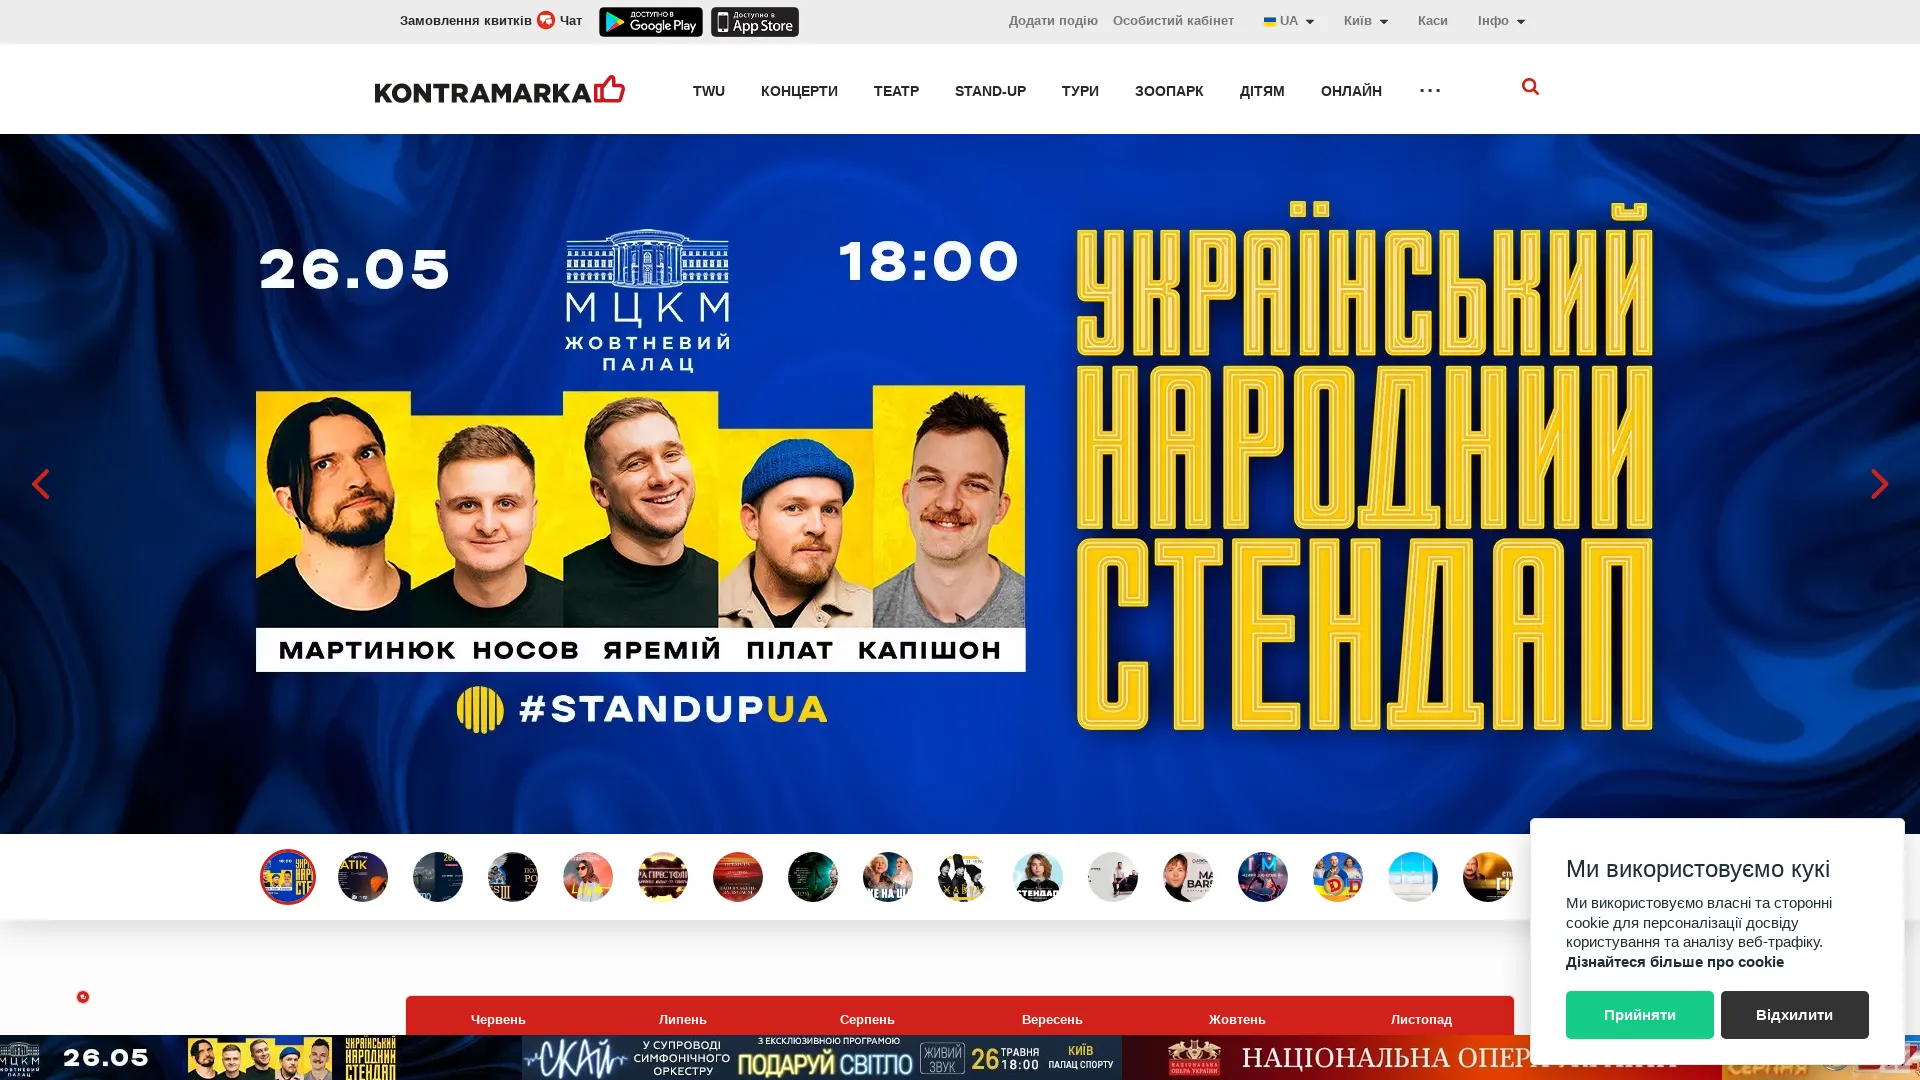 Замовлення квитків Чат
ДОСТУПНО В
Google Play
Доступно в
App Store
Додати подію Особистий кабінет UA Київ Каси Інфо
KONTRAMARKA
TWU КОНЦЕРТИ ТЕАТР STAND-UP ТУРИ ЗООПАРК ДІТЯМ ОНЛАЙН ···
26.05
МЦКМ
ЖОВТНЕВИЙ
ПАЛАЦ
18:00
УКРАЇНСЬКИЙ
НАРОДНИЙ
СТЕНДАП
МАРТИНЮК НОСОВ ЯРЕМІЙ ПІЛАТ КАПІШОН
#STANDUPUA
Ми використовуємо кукі
Ми використовуємо власні та сторонні
cookie для персоналізації досвіду
користування та аналізу веб-трафіку.
Дізнайтеся більше про cookie
Прийняти Відхилити
Червень Липень Серпень Вересень Жовтень Листопад
МЦКМ
ЖОВТНЕВИЙ
ПАЛАЦ
26.05
УКРАЇНСЬКИЙ
НАРОДНИЙ
СТЕНДАП
СКАЙ
У СУПРОВОДІ
СИМФОНІЧНОГО
ОРКЕСТРУ
З ЕКСКЛЮЗИВНОЮ ПРОГРАМОЮ
ПОДАРУЙ СВІТЛО
ЖИВИЙ
ЗВУК
26 ТРАВНЯ
18:00
КИЇВ
ПАЛАЦ СПОРТУ
НАЦІОНАЛЬНА
ОПЕРА УКРАЇНИ
НАЦІОНАЛЬНА